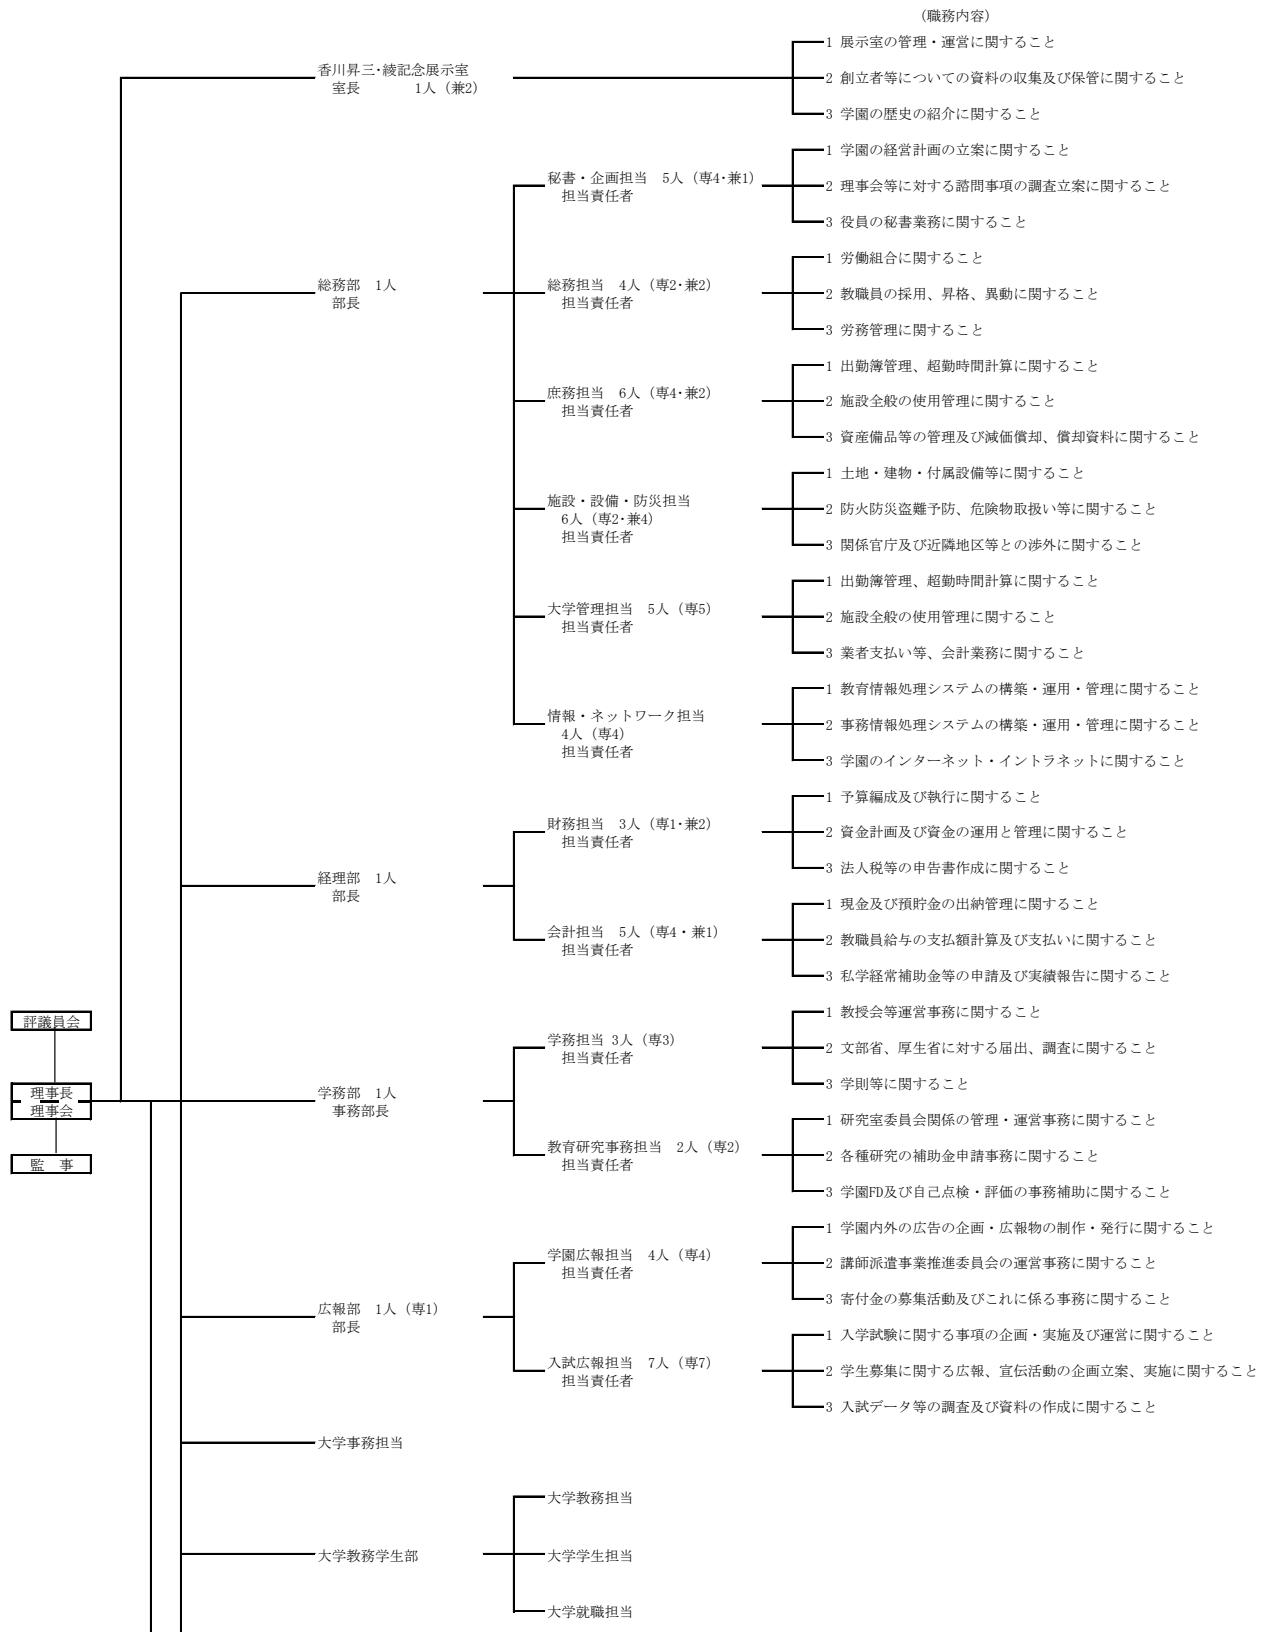 （職務内容）
1 展示室の管理・運営に関すること
香川昇三・綾記念展示室
室長　　　　1人（兼2）
2 創立者等についての資料の収集及び保管に関すること
3 学園の歴史の紹介に関すること
1 学園の経営計画の立案に関すること
秘書・企画担当　5人（専4・兼1）
担当責任者
2 理事会等に対する諮問事項の調査立案に関すること
3 役員の秘書業務に関すること
1 労働組合に関すること
総務部　1人
部長
総務担当　4人（専2・兼2）
担当責任者
2 教職員の採用、昇格、異動に関すること
3 労務管理に関すること
1 出勤簿管理、超勤時間計算に関すること
庶務担当　6人（専4・兼2）
担当責任者
2 施設全般の使用管理に関すること
3 資産備品等の管理及び減価償却、償却資料に関すること
1 土地・建物・付属設備等に関すること
施設・設備・防災担当
6人（専2・兼4）
担当責任者
2 防火防災盗難予防、危険物取扱い等に関すること
3 関係官庁及び近隣地区等との渉外に関すること
1 出勤簿管理、超勤時間計算に関すること
大学管理担当　5人（専5）
担当責任者
2 施設全般の使用管理に関すること
3 業者支払い等、会計業務に関すること
1 教育情報処理システムの構築・運用・管理に関すること
情報・ネットワーク担当
4人（専4）
担当責任者
2 事務情報処理システムの構築・運用・管理に関すること
3 学園のインターネット・イントラネットに関すること
1 予算編成及び執行に関すること
財務担当　3人（専1・兼2）
担当責任者
2 資金計画及び資金の運用と管理に関すること
3 法人税等の申告書作成に関すること
経理部　1人
部長
1 現金及び預貯金の出納管理に関すること
会計担当　5人（専4・兼1）
担当責任者
2 教職員給与の支払額計算及び支払いに関すること
3 私学経常補助金等の申請及び実績報告に関すること
評議員会
1 教授会等運営事務に関すること
学務担当 3人（専3）
担当責任者
2 文部省、厚生省に対する届出、調査に関すること
3 学則等に関すること
理事長
理事会
学務部　1人
事務部長
1 研究室委員会関係の管理・運営事務に関すること
監　事
教育研究事務担当　2人（専2）
担当責任者
2 各種研究の補助金申請事務に関すること
3 学園FD及び自己点検・評価の事務補助に関すること
1 学園内外の広告の企画・広報物の制作・発行に関すること
学園広報担当　4人（専4）
担当責任者
2 講師派遣事業推進委員会の運営事務に関すること
3 寄付金の募集活動及びこれに係る事務に関すること
広報部　1人（専1）
部長
1 入学試験に関する事項の企画・実施及び運営に関すること
入試広報担当　7人（専7）
担当責任者
2 学生募集に関する広報、宣伝活動の企画立案、実施に関すること
3 入試データ等の調査及び資料の作成に関すること
大学事務担当
大学教務担当
大学教務学生部
大学学生担当
大学就職担当